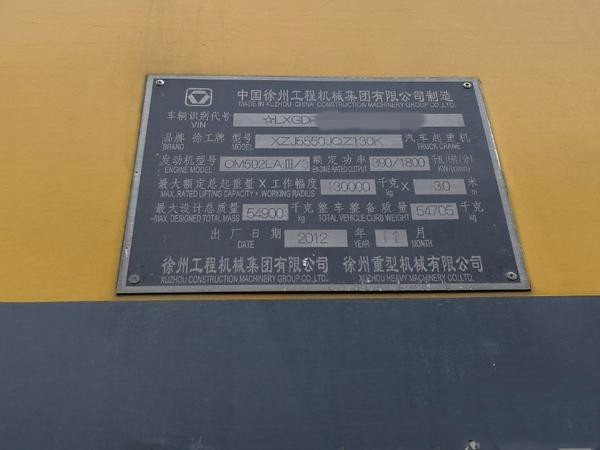 中国徐州工程机械集团有限公司制造
MADE IN XUZHOU CHINA CONSTRUCTION MACHINERY GROUP CO.,LTD.
车辆识别代号 ☆LXGDP
VIN
品牌 徐工牌 型号 XZJ5550JQZ130K 汽车起重机
BRAND MODEL TRUCK CRANE
发动机型号 OM502LA.III/3 额定功率 390/1800 千瓦(转/分)
ENGINE MODEL ENGINE RATED OUTPUT KW(r/min)
最大额定总起重量 X 工作幅度 130000 千克 X 3.0 米
MAX. RATED LIFTING CAPACITY × WORKING RADIUS kg m
最大设计总质量 54900 千克 整车整备质量 54705 千克
MAX. DESIGNED TOTAL MASS kg TOTAL VEHICLE CURB WEIGHT kg
出厂日期 2012 年 11 月
DATE YEAR MONTH
徐州工程机械集团有限公司 徐州重型机械有限公司
XUZHOU CONSTRUCTION MACHINERY GROUP CO.,LTD. XUZHOU HEAVY MACHINERY CO.,LTD.